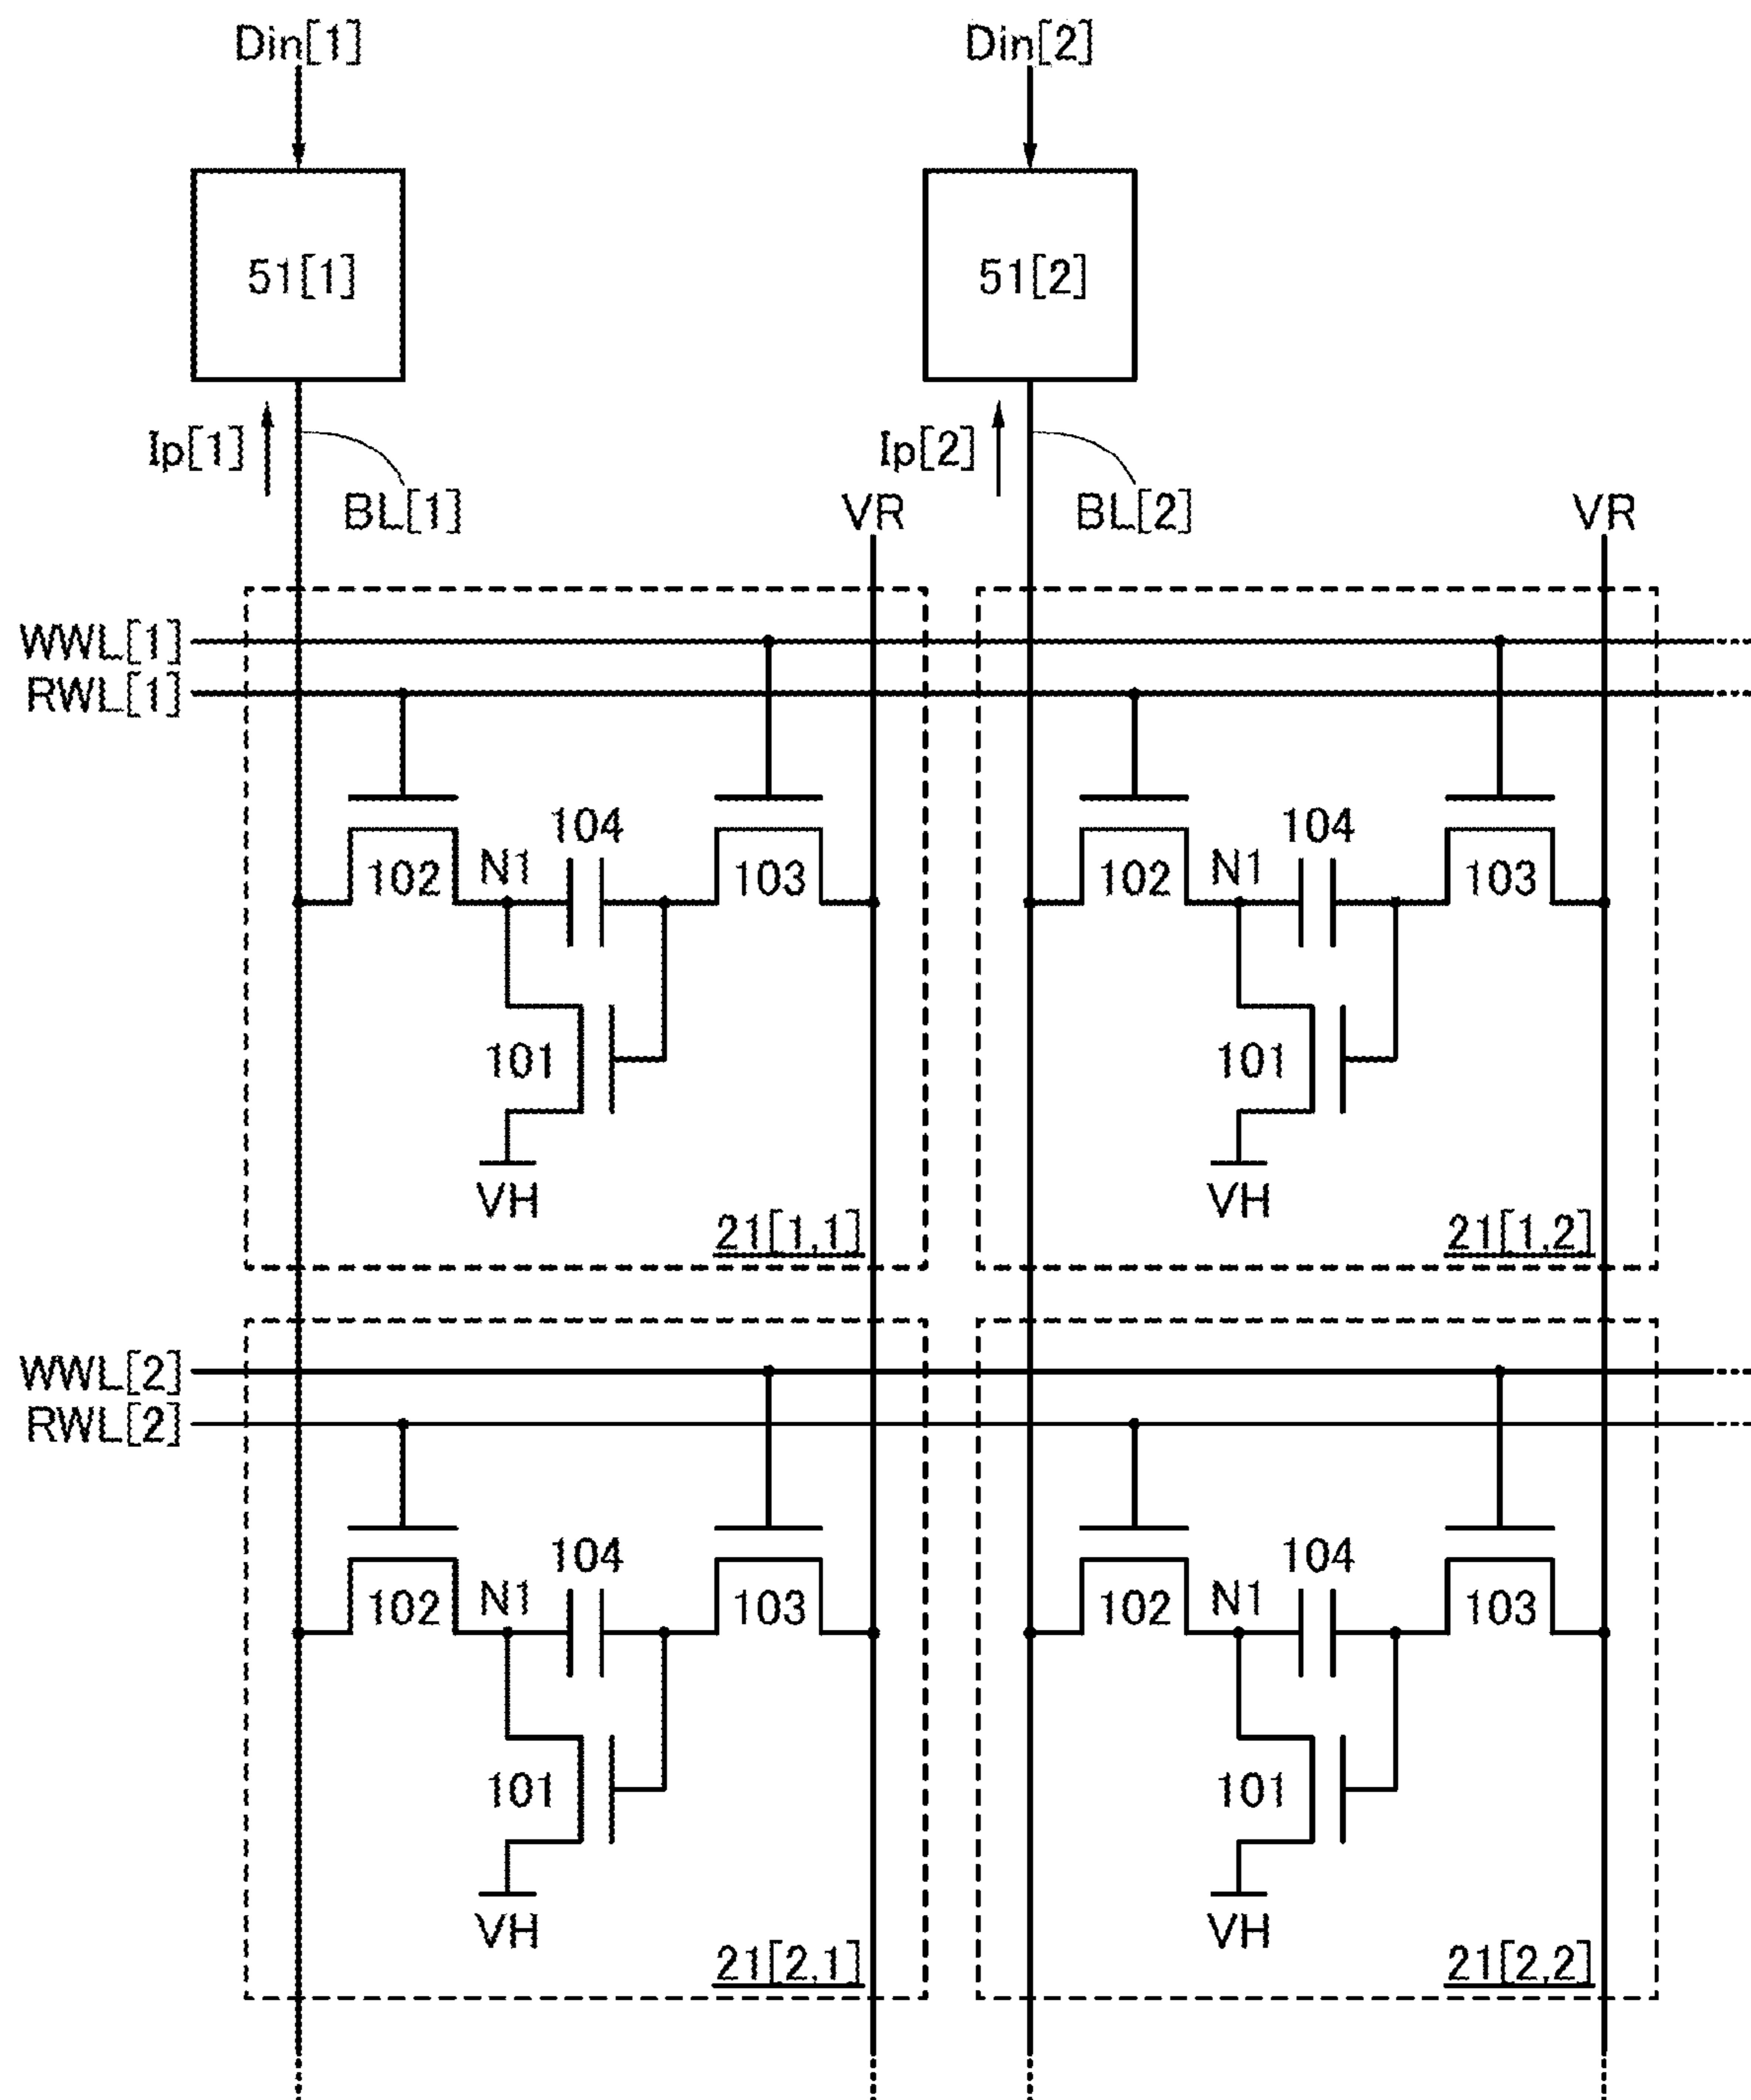 Din[1] Din[2]
51[1] 51[2]
Ip[1] Ip[2]
BL[1] VR BL[2] VR
WWL[1]
RWL[1]
104 104
102 N1 103 102 N1 103
101 101
VH VH
21[1,1] 21[1,2]
WWL[2]
RWL[2]
104 104
102 N1 103 102 N1 103
101 101
VH VH
21[2,1] 21[2,2]